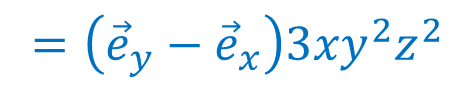 = (e⃗_y − e⃗_x)3xy²z²